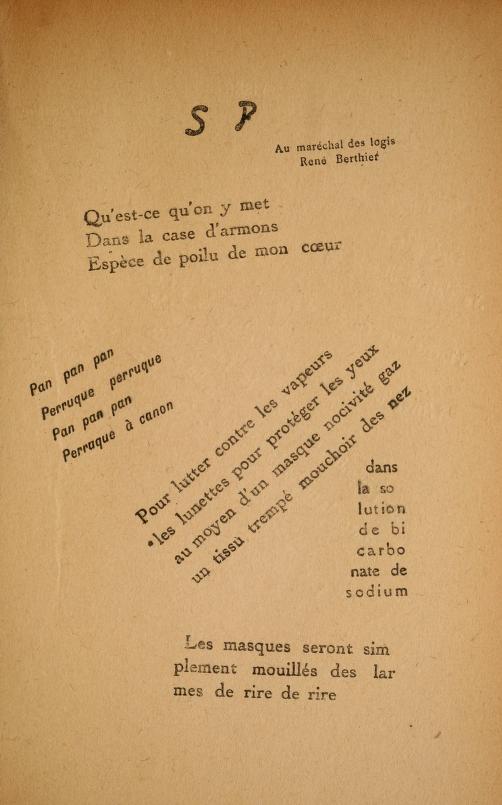 S P
Au maréchal des logis
René Berthier
Qu'est-ce qu'on y met
Dans la case d'armons
Espèce de poilu de mon cœur
Pan pan pan
Perruque perruque
Pan pan pan
Perruque à canon
Pour lutter contre les vapeurs
les lunettes pour protéger les yeux
au moyen d'un masque nocivité gaz
un tissu trempé mouchoir des nez
dans
la so
lution
de bi
carbo
nate de
sodium
Les masques seront sim
plement mouillés des lar
mes de rire de rire